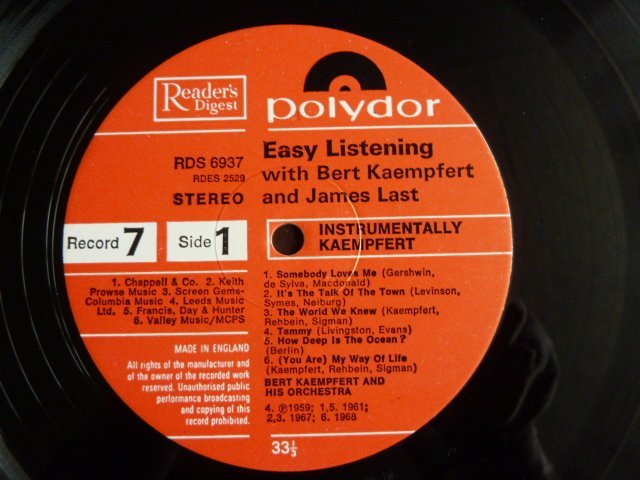 Reader's
Digest
polydor
RDS 6937
RDES 2529
STEREO
Easy Listening
with Bert Kaempfert
and James Last
Record 7
Side 1
INSTRUMENTALLY
KAEMPFERT
1. Chappell & Co. 2. Keith
Prowse Music 3. Screen Gems-
Columbia Music 4. Leeds Music
Ltd. 5. Francis, Day & Hunter
6. Valley Music/MCPS
1. Somebody Loves Me (Gershwin,
de Sylva, Macdonald)
2. It's The Talk Of The Town (Levinson,
Symes, Neiburg)
3. The World We Knew (Kaempfert,
Rehbein, Sigman)
4. Tammy (Livingston, Evans)
5. How Deep Is The Ocean?
(Berlin)
6. (You Are) My Way Of Life
(Kaempfert, Rehbein, Sigman)
BERT KAEMPFERT AND
HIS ORCHESTRA
4. ℗1959; 1,5. 1961;
2,3. 1967; 6. 1968
MADE IN ENGLAND
All rights of the manufacturer and
of the owner of the recorded work
reserved. Unauthorised public
performance broadcasting
and copying of this
record prohibited.
33⅓